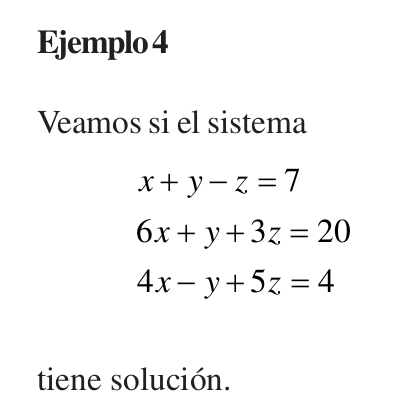 Ejemplo 4
Veamos si el sistema
x + y − z = 7
6x + y + 3z = 20
4x − y + 5z = 4
tiene solución.